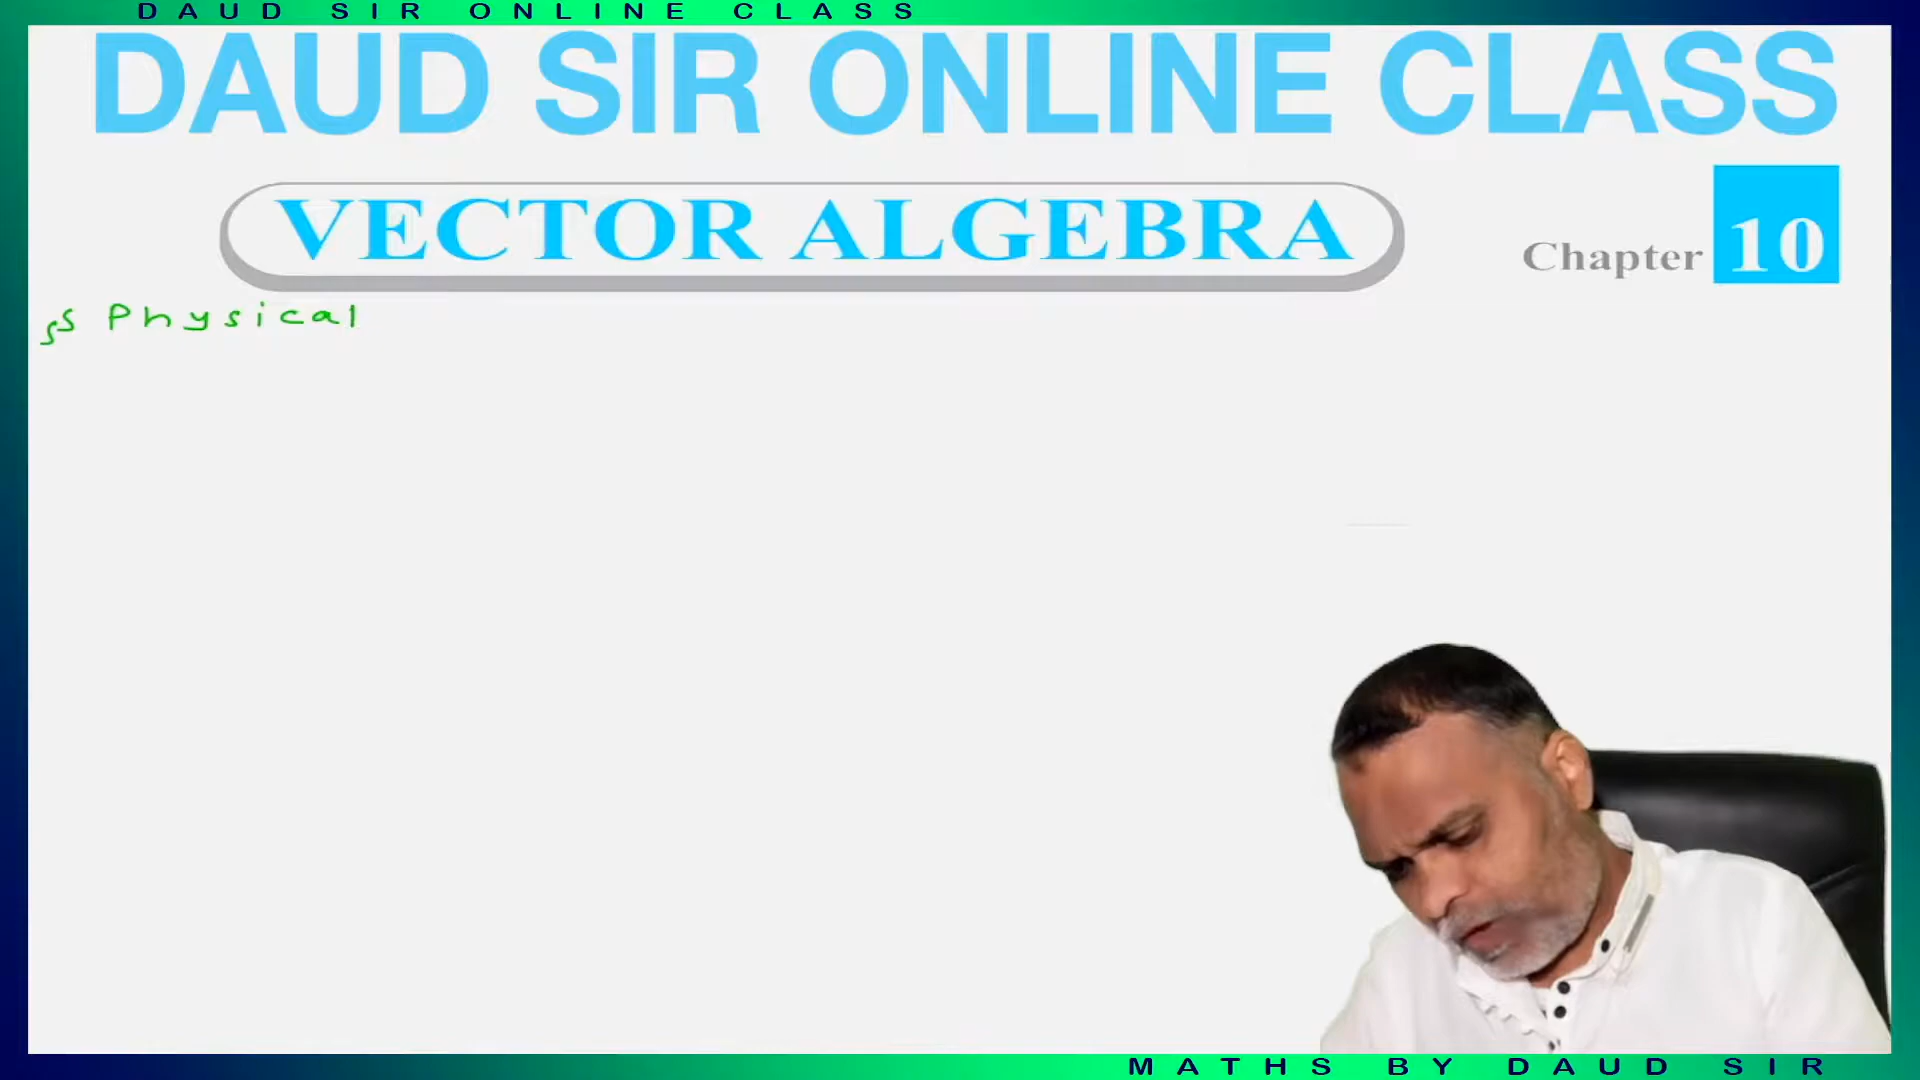 DAUD SIR ONLINE CLASS
DAUD SIR ONLINE CLASS
VECTOR ALGEBRA
Chapter 10
Physical
MATHS BY DAUD SIR